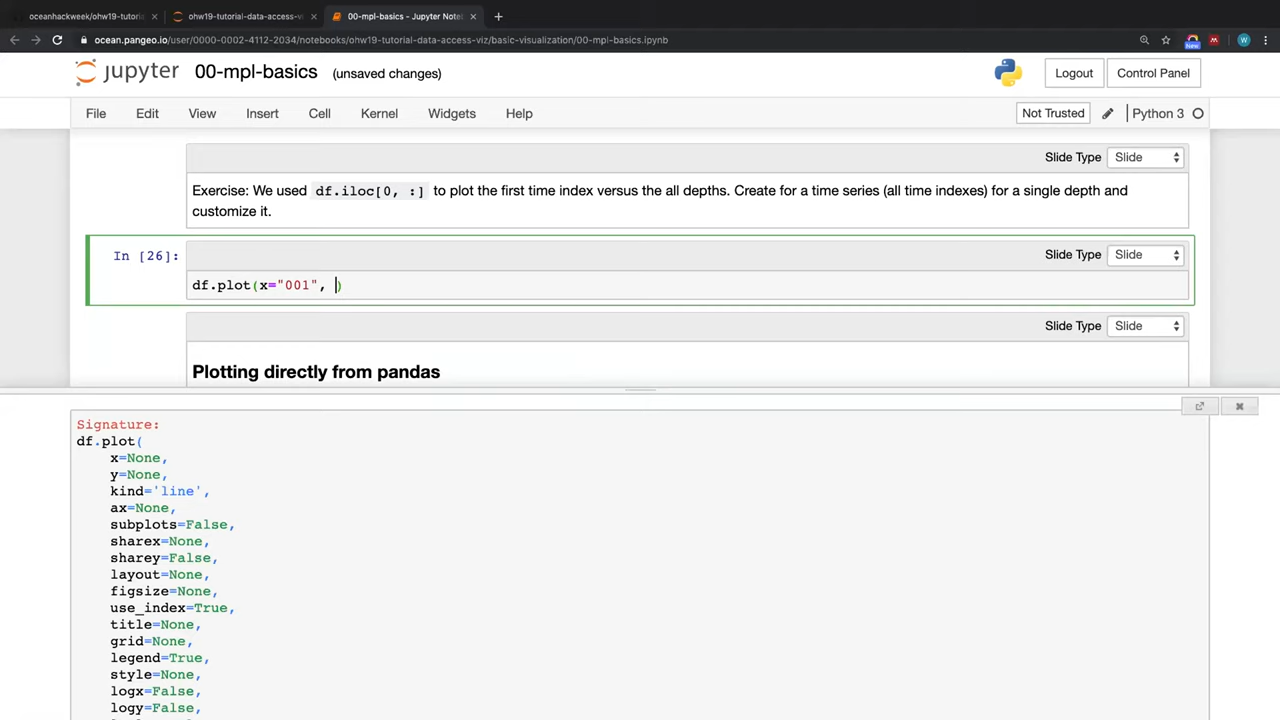 oceanhackweek/ohw19-tutoria
ohw19-tutorial-data-access-vi
00-mpl-basics - Jupyter Note
ocean.pangeo.io/user/0000-0002-4112-2034/notebooks/ohw19-tutorial-data-access-viz/basic-visualization/00-mpl-basics.ipynb
New
W
jupyter 00-mpl-basics (unsaved changes)
Logout
Control Panel
File Edit View Insert Cell Kernel Widgets Help
Not Trusted
Python 3
Slide Type Slide
Exercise: We used df.iloc[0, :] to plot the first time index versus the all depths. Create for a time series (all time indexes) for a single depth and
customize it.
Slide Type Slide
In [26]:
df.plot(x="001", )
Slide Type Slide
Plotting directly from pandas
Signature:
df.plot(
x=None,
y=None,
kind='line',
ax=None,
subplots=False,
sharex=None,
sharey=False,
layout=None,
figsize=None,
use_index=True,
title=None,
grid=None,
legend=True,
style=None,
logx=False,
logy=False,